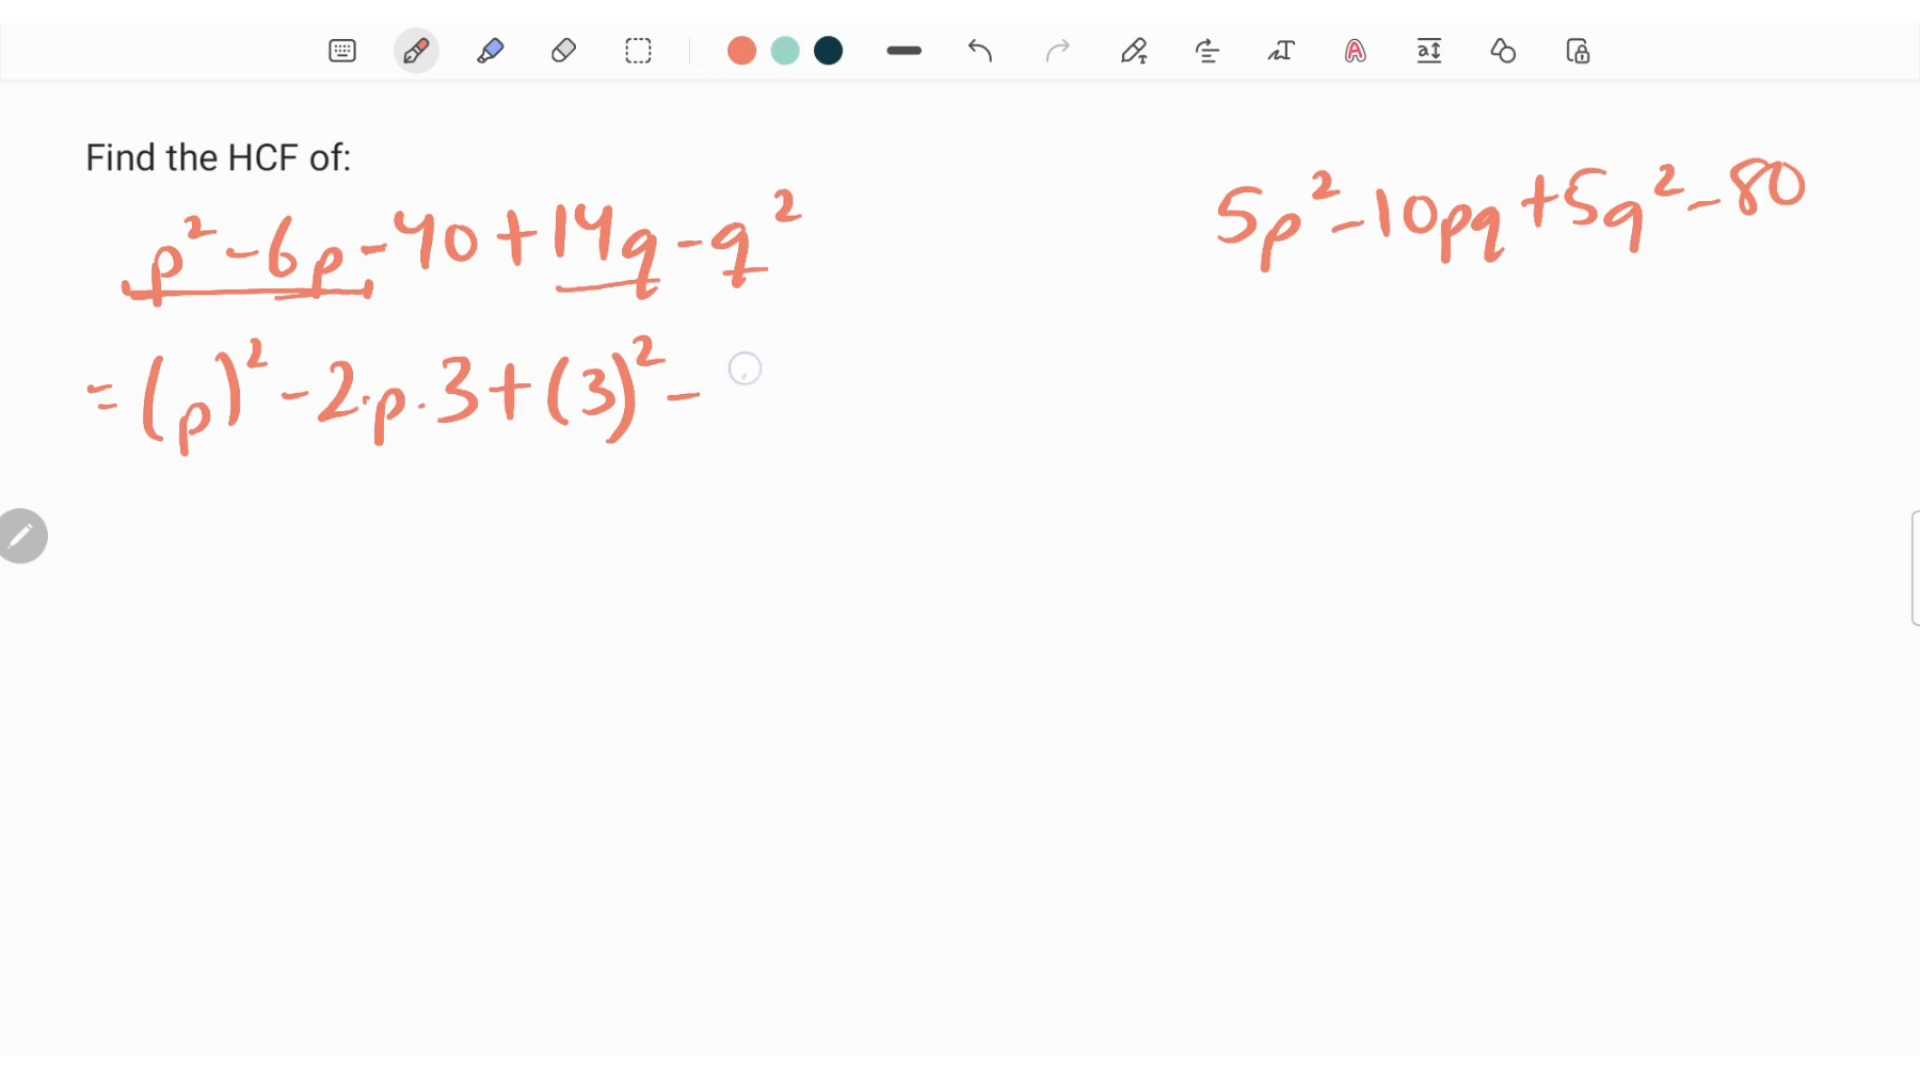 Find the HCF of:
p² - 6p - 40 + 14q - q²
5p² - 10pq + 5q² - 80
= (p)² - 2·p·3 + (3)² -